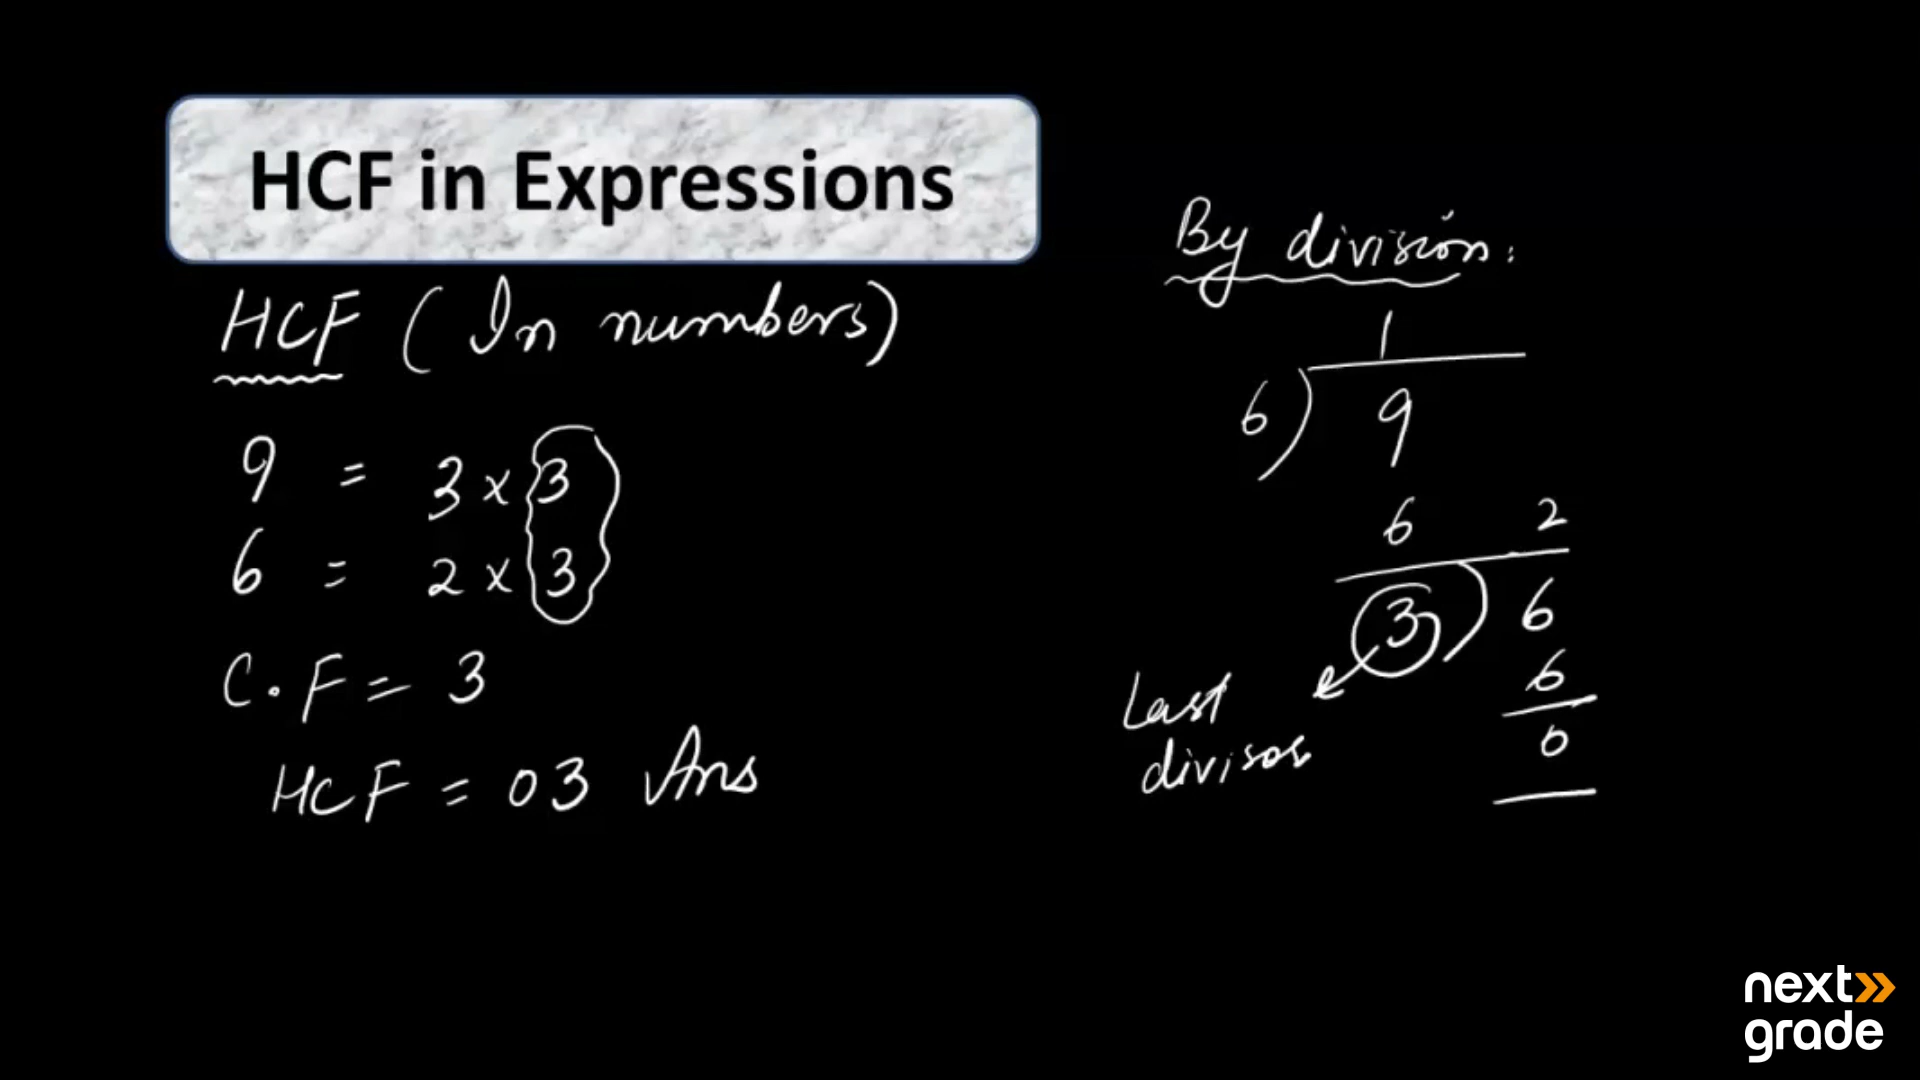 HCF in Expressions
HCF ( In numbers)
9 = 3 × 3
6 = 2 × 3
C.F = 3
HCF = 03 Ans
By division:
1
6) 9
6 2
3) 6
6
0
Last
divisor
next
grade